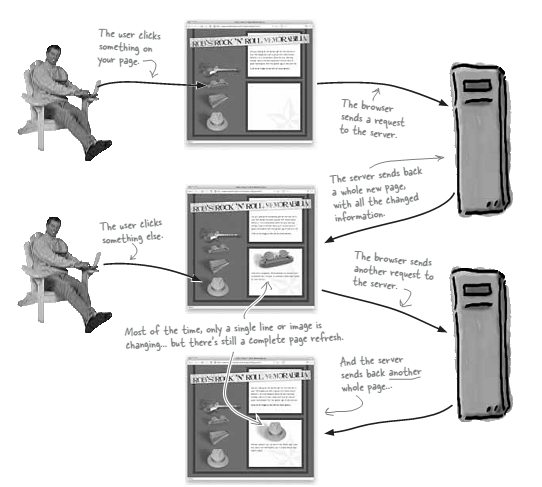 The user clicks
something on
your page.
ROB'S ROCK 'N' ROLL MEMORABILIA
The browser
sends a request
to the server.
The server sends back
a whole new page,
with all the changed
information.
The user clicks
something else.
ROB'S ROCK 'N' ROLL MEMORABILIA
The browser sends
another request to
the server.
Most of the time, only a single line or image is
changing... but there's still a complete page refresh.
And the server
sends back another
whole page...
ROB'S ROCK 'N' ROLL MEMORABILIA